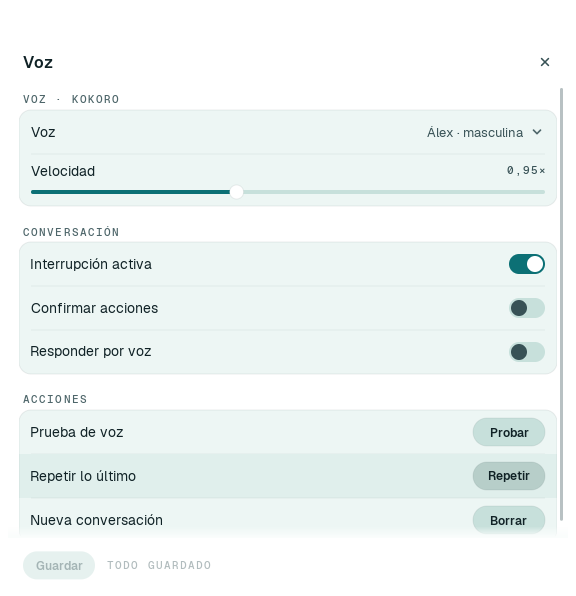 Voz
×
VOZ · KOKORO
Voz
Álex · masculina
Velocidad
0,95×
CONVERSACIÓN
Interrupción activa
Confirmar acciones
Responder por voz
ACCIONES
Prueba de voz
Probar
Repetir lo último
Repetir
Nueva conversación
Borrar
Guardar
TODO GUARDADO